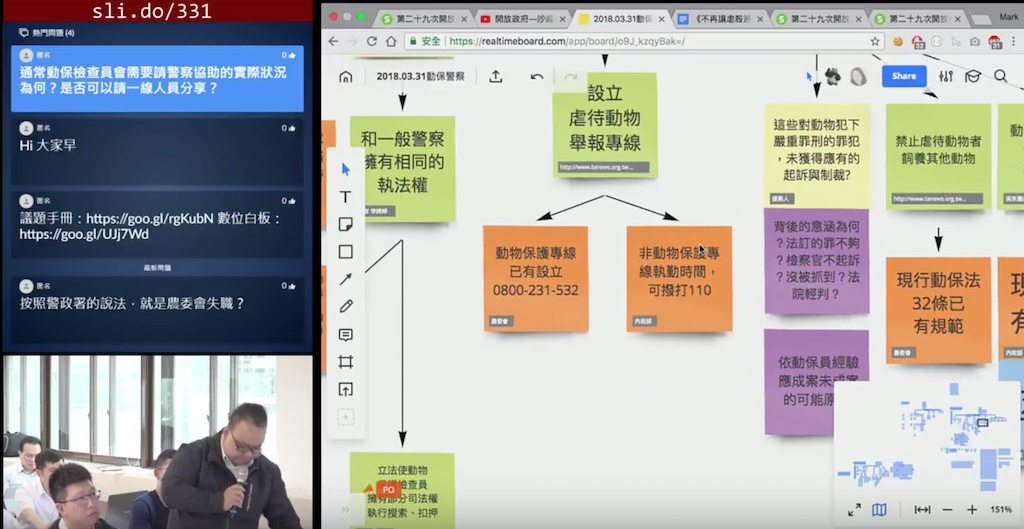 sli.do/331
熱門問題 (4)
匿名
0
通常動保檢查員會需要請警察協助的實際狀況
為何？是否可以請一線人員分享？
匿名
0
Hi 大家早
匿名
0
議題手冊：https://goo.gl/rgKubN 數位白板：
https://goo.gl/UJj7Wd
最新問題
匿名
0
按照警政署的說法，就是農委會失職？
第二十九次開放
開放政府—沙盤
2018.03.31動保
《不再讓虐殺路
第二十九次開放
第二十九次開放
Mark
安全
https://realtimeboard.com/app/board/o9J_kzqyBak=/
2018.03.31動保警察
Share
和一般警察
擁有相同的
執法權
設立
虐待動物
舉報專線
http://www.tanews.org.tw...
動物保護專線
已有設立
0800-231-532
農委會
非動物保護專
線執勤時間，
可撥打110
內政部
這些對動物犯下
嚴重罪刑的罪犯
，未獲得應有的
起訴與制裁?
提案人
背後的意涵為何
？法訂的罪不夠
？檢察官不起訴
？沒被抓到？法
院輕判？
依動保員經驗
應成案未成案
的可能原
禁止虐待動物者
飼養其他動物
http://www.tanews.org.tw...
現行動保法
32條已
有規範
農委會
立法使動物
檢查員
擁有部分司法權
執行搜索、扣押
PO
151%